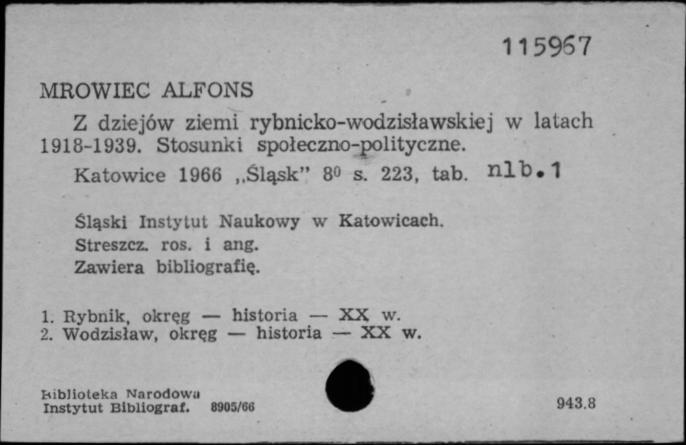 115967
MROWIEC ALFONS
Z dziejów ziemi rybnicko-wodzisławskiej w latach
1918-1939. Stosunki społeczno-polityczne.
Katowice 1966 „Śląsk” 8⁰ s. 223, tab. nlb. 1
Śląski Instytut Naukowy w Katowicach.
Streszcz. ros. i ang.
Zawiera bibliografię.
1. Rybnik, okręg — historia — XX w.
2. Wodzisław, okręg — historia — XX w.
Biblioteka Narodowa
Instytut Bibliograf. 8905/66
943.8